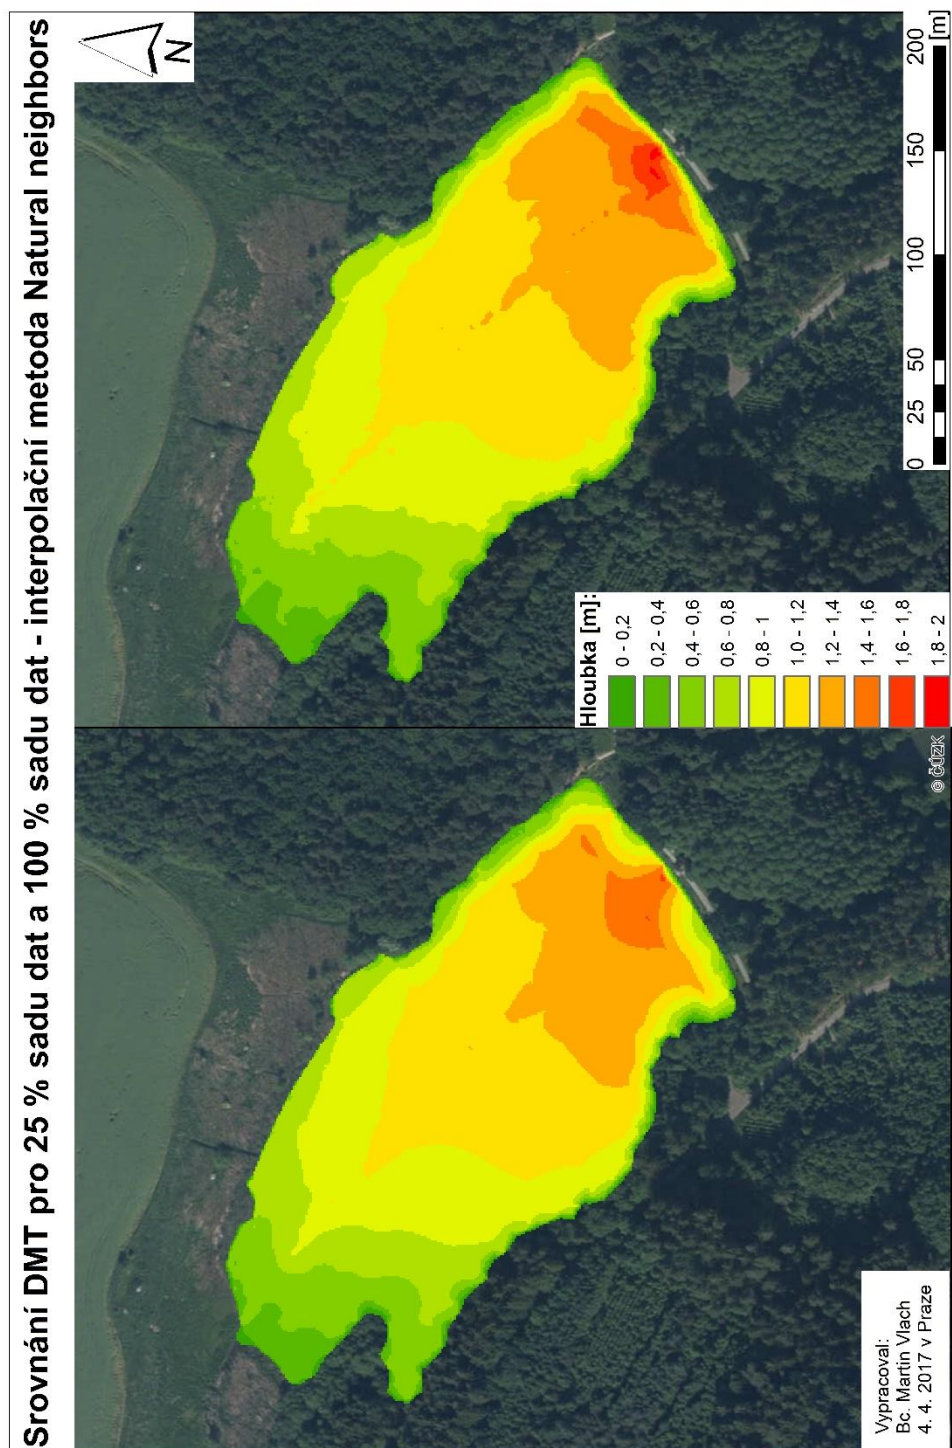 Srovnání DMT pro 25 % sadu dat a 100 % sadu dat - interpolační metoda Natural neighbors
N
Hloubka [m]:
0 - 0,2
0,2 - 0,4
0,4 - 0,6
0,6 - 0,8
0,8 - 1
1,0 - 1,2
1,2 - 1,4
1,4 - 1,6
1,6 - 1,8
1,8 - 2
0 25 50 100 150 200
[m]
Vypracoval:
Bc. Martin Vlach
4. 4. 2017 v Praze
© ČÚZK